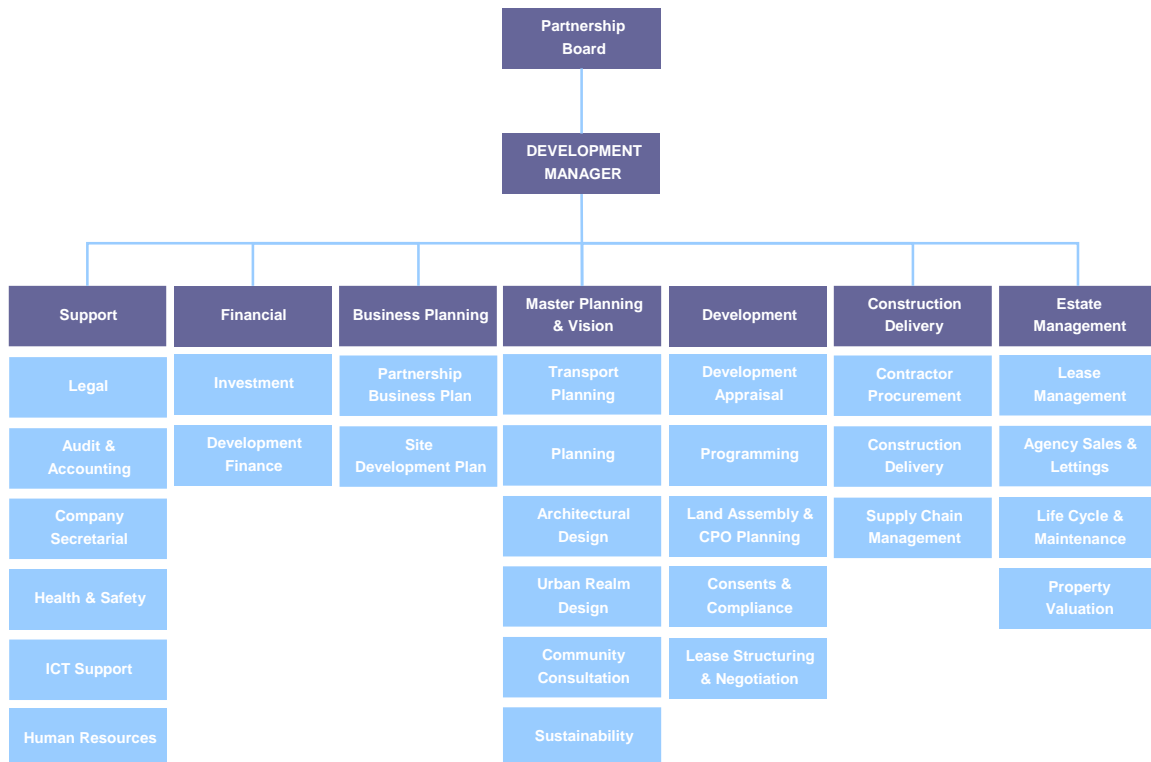 Partnership
Board
DEVELOPMENT
MANAGER
Support
Financial
Business Planning
Master Planning
& Vision
Development
Construction
Delivery
Estate
Management
Legal
Audit &
Accounting
Company
Secretarial
Health & Safety
ICT Support
Human Resources
Investment
Development
Finance
Partnership
Business Plan
Site
Development Plan
Transport
Planning
Planning
Architectural
Design
Urban Realm
Design
Community
Consultation
Sustainability
Development
Appraisal
Programming
Land Assembly &
CPO Planning
Consents &
Compliance
Lease Structuring
& Negotiation
Contractor
Procurement
Construction
Delivery
Supply Chain
Management
Lease
Management
Agency Sales &
Lettings
Life Cycle &
Maintenance
Property
Valuation